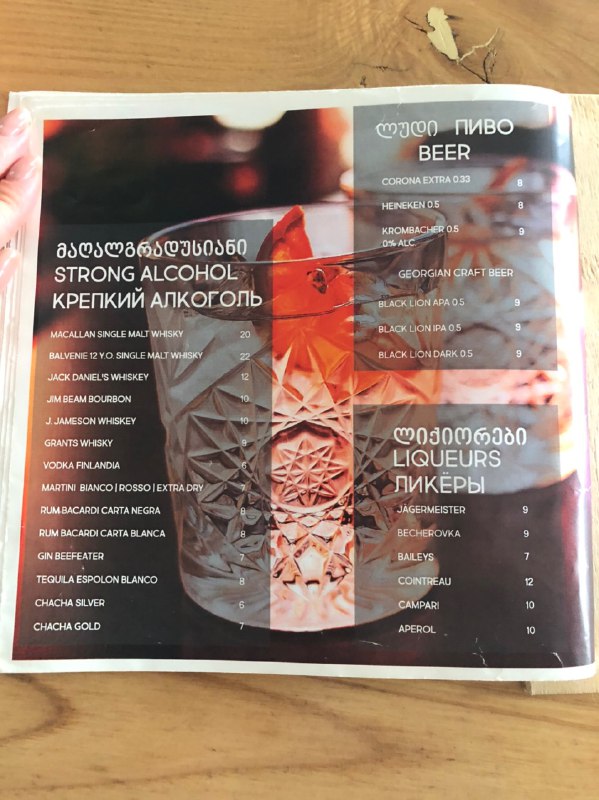 ლუდი ПИВО
BEER
CORONA EXTRA 0.33 8
HEINEKEN 0.5 8
KROMBACHER 0.5 9
0% ALC
GEORGIAN CRAFT BEER
BLACK LION APA 0.5 9
BLACK LION IPA 0.5 9
BLACK LION DARK 0.5 9
მაღალგრადუსიანი
STRONG ALCOHOL
КРЕПКИЙ АЛКОГОЛЬ
MACALLAN SINGLE MALT WHISKY 20
BALVENIE 12 Y.O. SINGLE MALT WHISKY 22
JACK DANIEL'S WHISKEY 12
JIM BEAM BOURBON 10
J. JAMESON WHISKEY 10
GRANTS WHISKY 9
VODKA FINLANDIA
MARTINI BIANCO | ROSSO | EXTRA DRY 7
RUM BACARDI CARTA NEGRA 8
RUM BACARDI CARTA BLANCA 8
GIN BEEFEATER 7
TEQUILA ESPOLON BLANCO 8
CHACHA SILVER 6
CHACHA GOLD 7
ლიქიორები
LIQUEURS
ЛИКЁРЫ
JÄGERMEISTER 9
BECHEROVKA 9
BAILEYS 7
COINTREAU 12
CAMPARI 10
APEROL 10